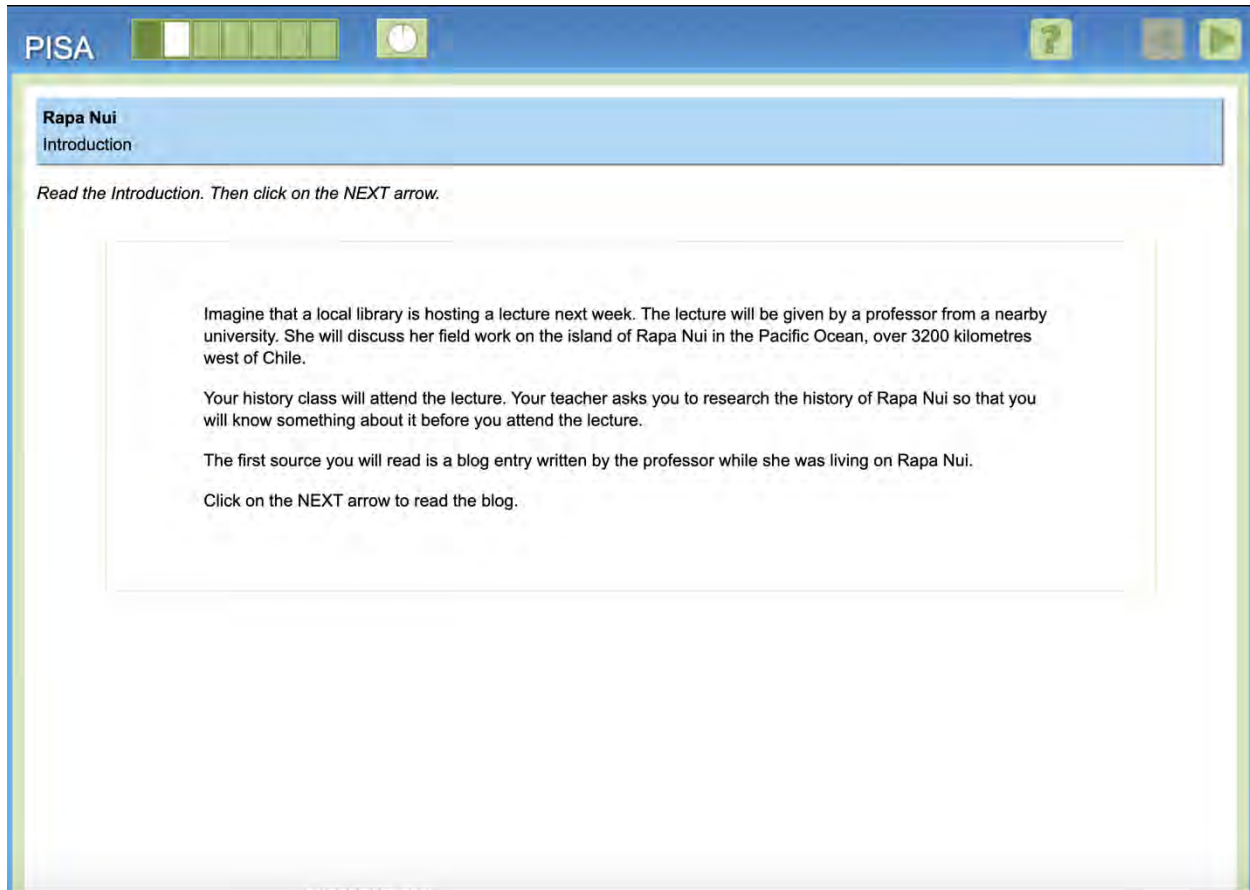 PISA
?
Rapa Nui
Introduction
Read the Introduction. Then click on the NEXT arrow.
Imagine that a local library is hosting a lecture next week. The lecture will be given by a professor from a nearby
university. She will discuss her field work on the island of Rapa Nui in the Pacific Ocean, over 3200 kilometres
west of Chile.
Your history class will attend the lecture. Your teacher asks you to research the history of Rapa Nui so that you
will know something about it before you attend the lecture.
The first source you will read is a blog entry written by the professor while she was living on Rapa Nui.
Click on the NEXT arrow to read the blog.